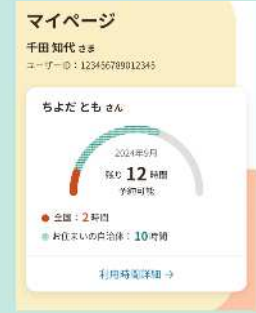 マイページ
千田 知代 さま
ユーザーID：123456789012345
ちよだ とも さん
2024年9月
残り 12 時間
予約可能
全国：2時間
お住まいの自治体：10時間
利用時間詳細 →